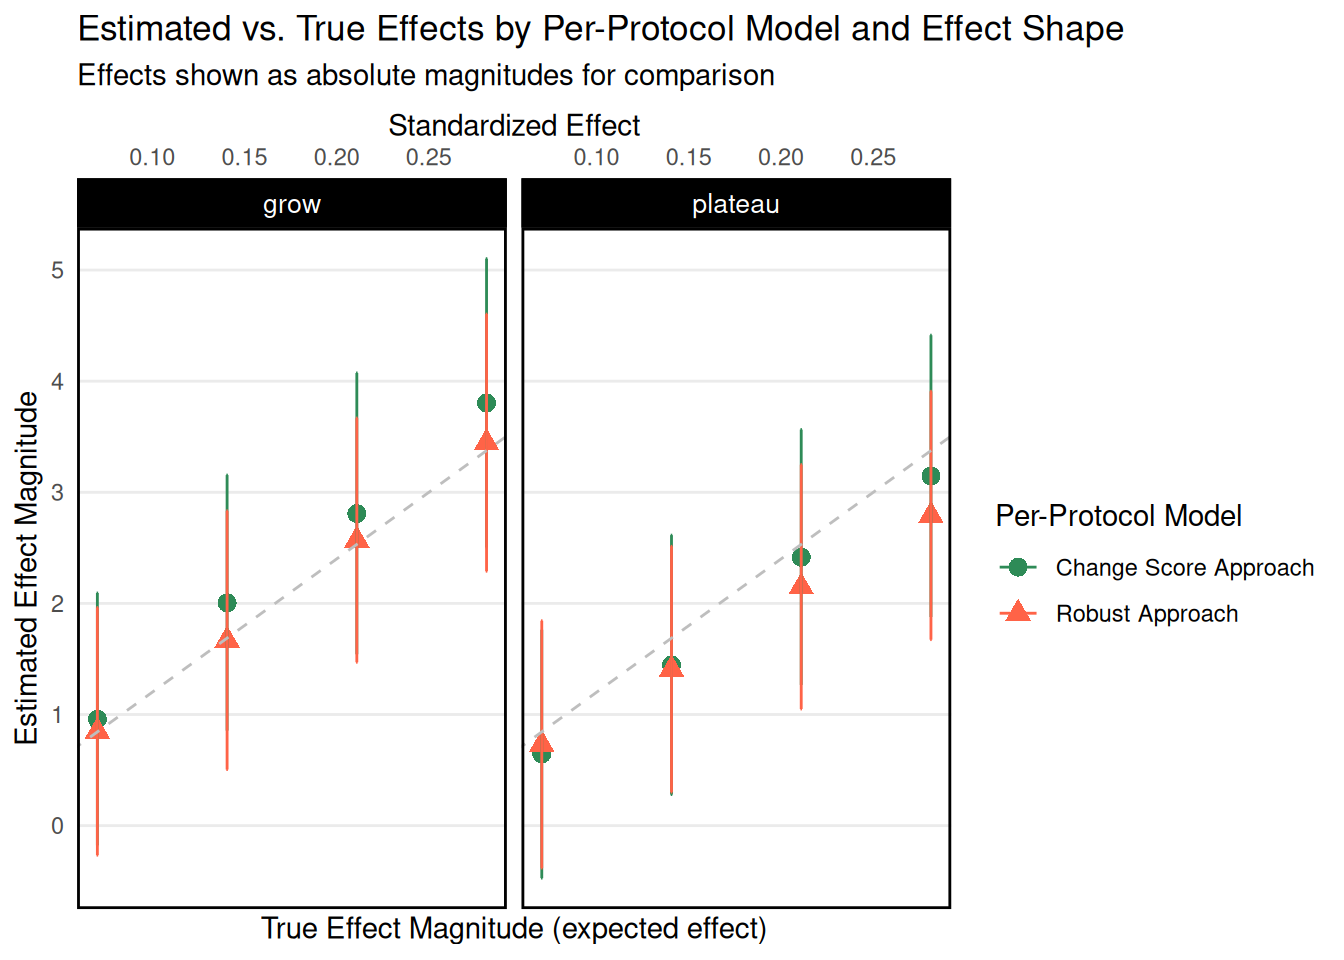 Estimated vs. True Effects by Per-Protocol Model and Effect Shape
Effects shown as absolute magnitudes for comparison
Standardized Effect
0.10 0.15 0.20 0.25 0.10 0.15 0.20 0.25
grow plateau
5
4
3
2
1
0
Estimated Effect Magnitude
True Effect Magnitude (expected effect)
Per-Protocol Model
Change Score Approach
Robust Approach